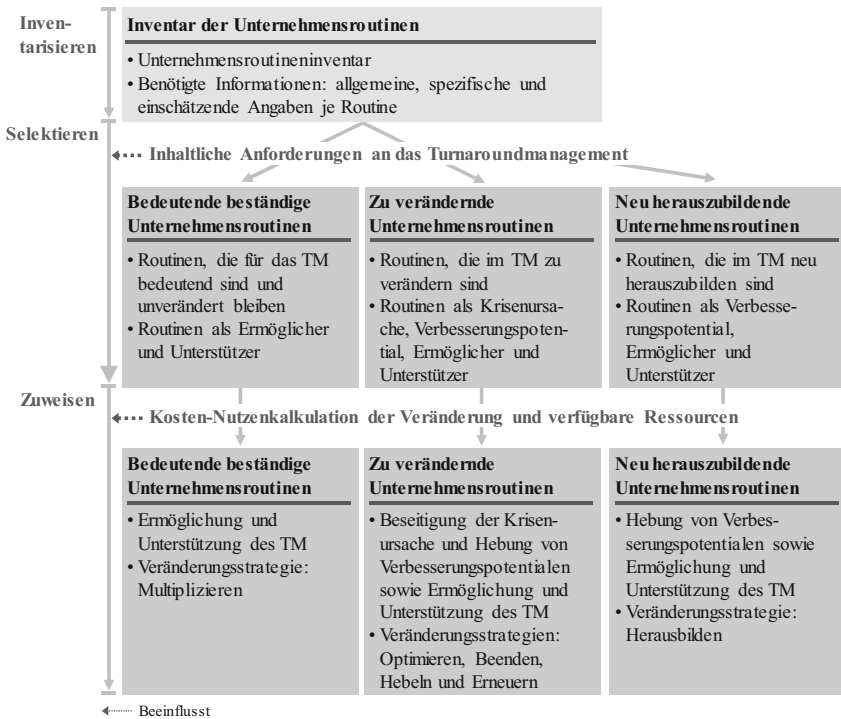 Inven-
tarisieren
Inventar der Unternehmensroutinen
• Unternehmensroutineninventar
• Benötigte Informationen: allgemeine, spezifische und
einschätzende Angaben je Routine
Selektieren
Inhaltliche Anforderungen an das Turnaroundmanagement
Bedeutende beständige
Unternehmensroutinen
• Routinen, die für das TM
bedeutend sind und
unverändert bleiben
• Routinen als Ermöglicher
und Unterstützer
Zu verändernde
Unternehmensroutinen
• Routinen, die im TM zu
verändern sind
• Routinen als Krisenursa-
che, Verbesserungspoten-
tial, Ermöglicher und
Unterstützer
Neu herauszubildende
Unternehmensroutinen
• Routinen, die im TM neu
herauszubilden sind
• Routinen als Verbesse-
rungspotential,
Ermöglicher und
Unterstützer
Zuweisen
Kosten-Nutzenkalkulation der Veränderung und verfügbare Ressourcen
Bedeutende beständige
Unternehmensroutinen
• Ermöglichung und
Unterstützung des TM
• Veränderungsstrategie:
Multiplizieren
Zu verändernde
Unternehmensroutinen
• Beseitigung der Krisen-
ursache und Hebung von
Verbesserungspotentialen
sowie Ermöglichung und
Unterstützung des TM
• Veränderungsstrategien:
Optimieren, Beenden,
Hebeln und Erneuern
Neu herauszubildende
Unternehmensroutinen
• Hebung von Verbes-
serungspotentialen sowie
Ermöglichung und
Unterstützung des TM
• Veränderungsstrategie:
Herausbilden
Beeinflusst